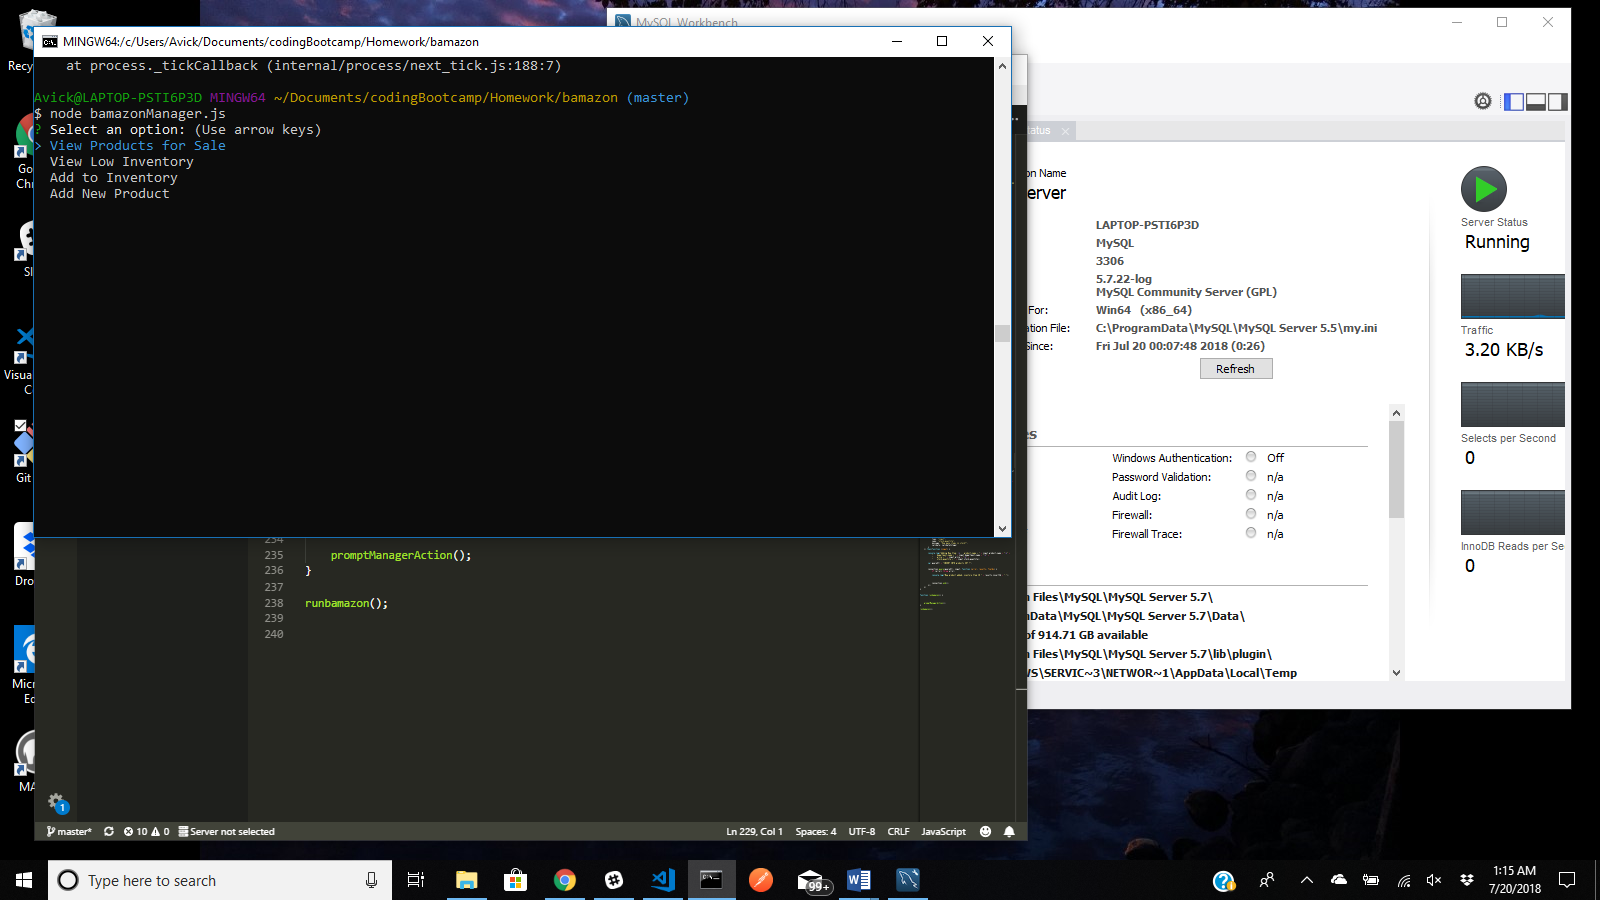 MySQL Workbench
MINGW64:/c/Users/Avick/Documents/codingBootcamp/Homework/bamazon
at process._tickCallback (internal/process/next_tick.js:188:7)
Avick@LAPTOP-PSTI6P3D MINGW64 ~/Documents/codingBootcamp/Homework/bamazon (master)
$ node bamazonManager.js
? Select an option: (Use arrow keys)
> View Products for Sale
View Low Inventory
Add to Inventory
Add New Product
234
235 promptManagerAction();
236 }
237
238 runbamazon();
239
240
master* 10 0 Server not selected
Ln 229, Col 1 Spaces: 4 UTF-8 CRLF JavaScript
1
tatus
on Name
erver
LAPTOP-PSTI6P3D
MySQL
3306
5.7.22-log
MySQL Community Server (GPL)
For: Win64 (x86_64)
ation File: C:\ProgramData\MySQL\MySQL Server 5.5\my.ini
Since: Fri Jul 20 00:07:48 2018 (0:26)
Refresh
es
Windows Authentication: Off
Password Validation: n/a
Audit Log: n/a
Firewall: n/a
Firewall Trace: n/a
Files\MySQL\MySQL Server 5.7\
mData\MySQL\MySQL Server 5.7\Data\
of 914.71 GB available
Files\MySQL\MySQL Server 5.7\lib\plugin\
VS\SERVIC~3\NETWOR~1\AppData\Local\Temp
Server Status
Running
Traffic
3.20 KB/s
Selects per Second
0
InnoDB Reads per Se
0
Recy
Go
Chr
Sl
Visua
C
Git
Dro
Micr
Ed
MA
Type here to search
99+
1:15 AM
7/20/2018